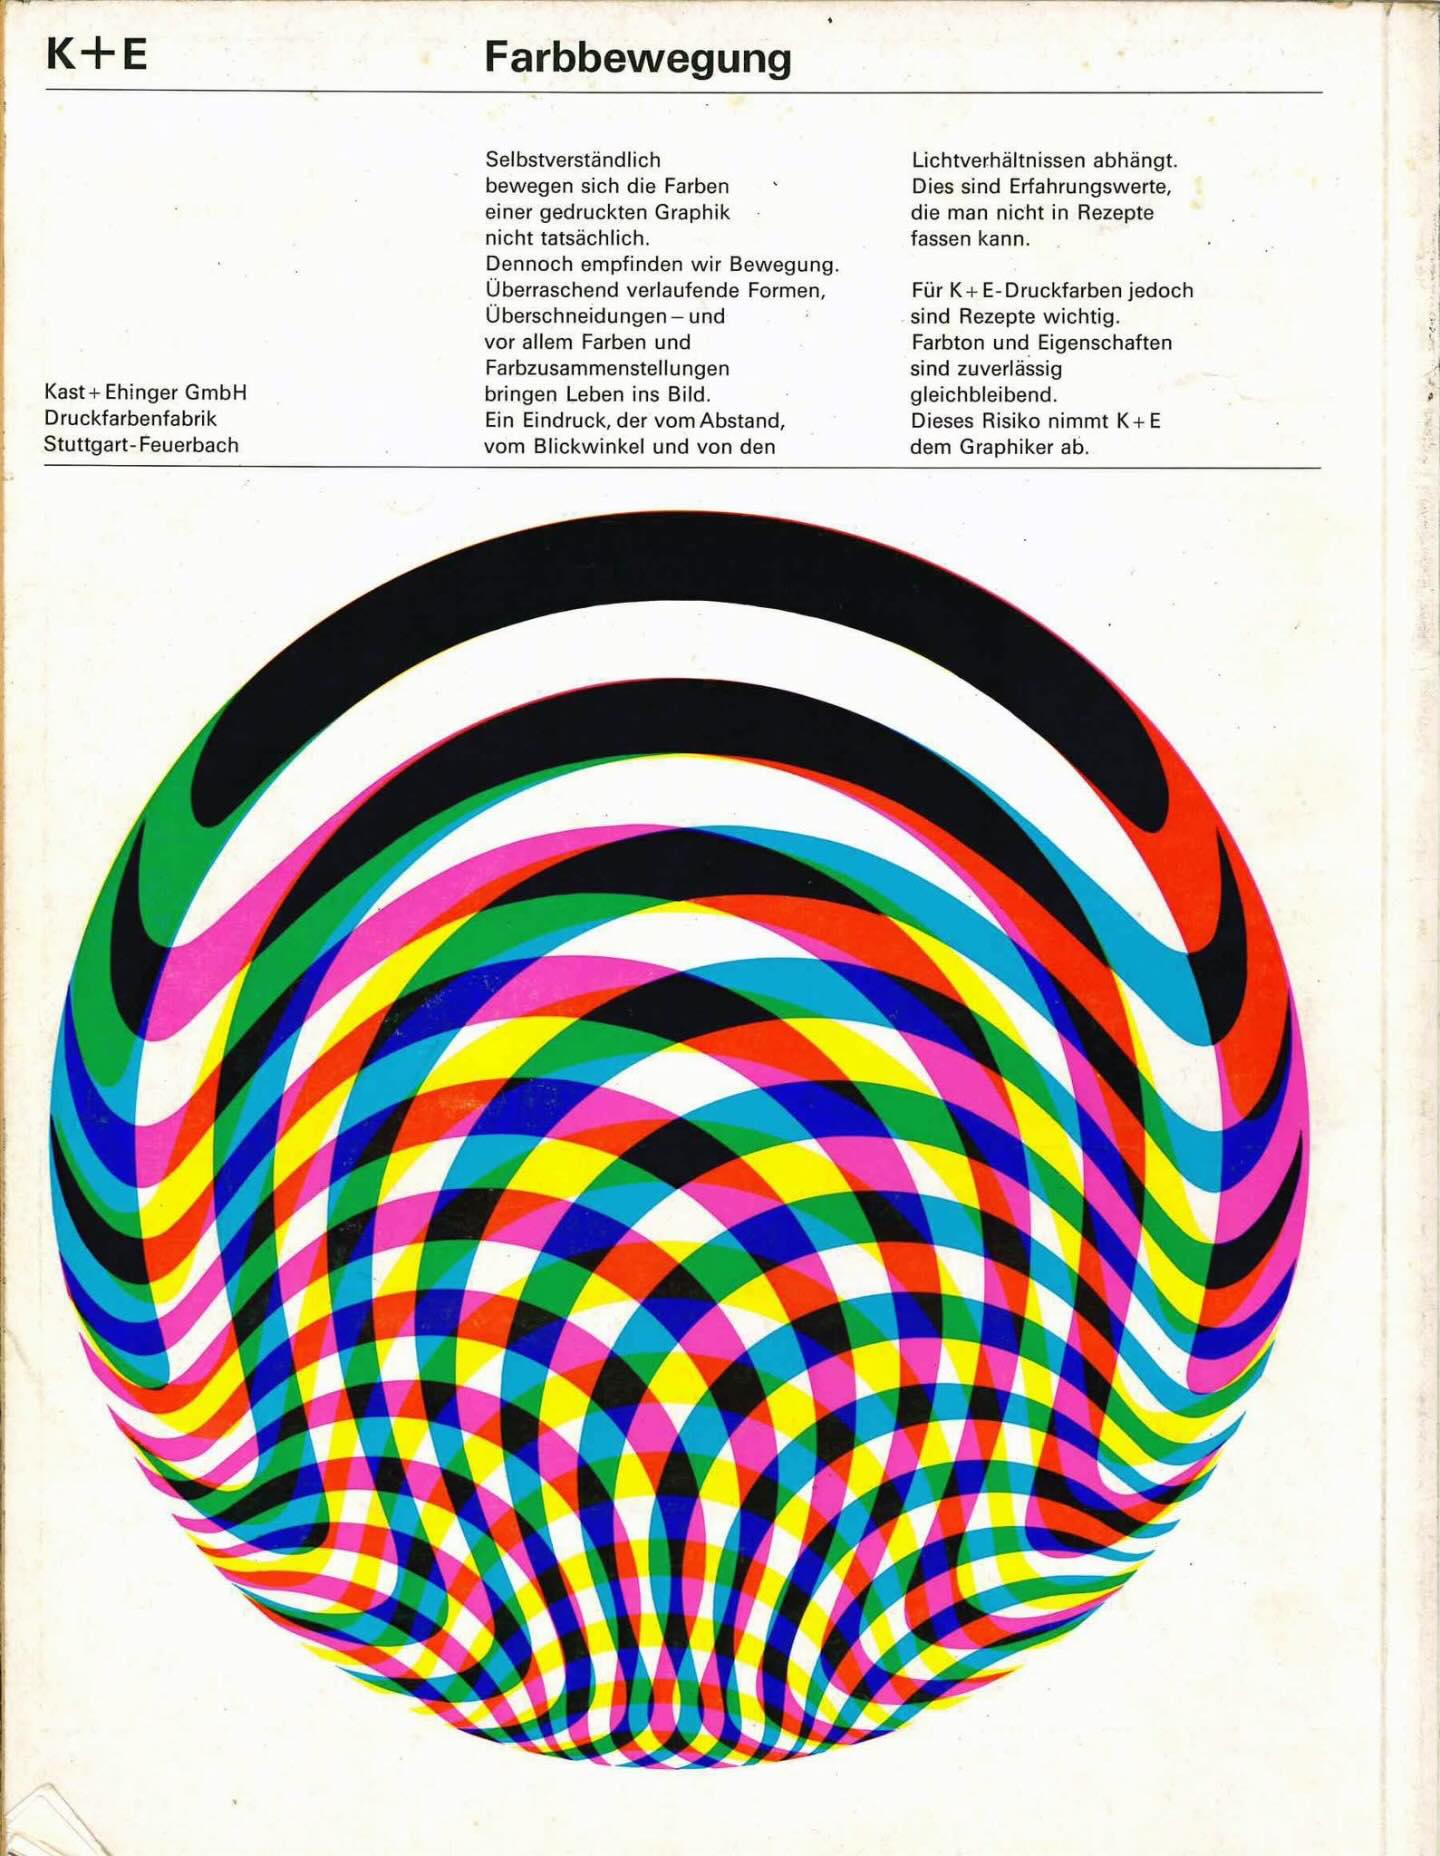 K+E
Farbbewegung
Kast+Ehinger GmbH
Druckfarbenfabrik
Stuttgart-Feuerbach
Selbstverständlich
bewegen sich die Farben
einer gedruckten Graphik
nicht tatsächlich.
Dennoch empfinden wir Bewegung.
Überraschend verlaufende Formen,
Überschneidungen – und
vor allem Farben und
Farbzusammenstellungen
bringen Leben ins Bild.
Ein Eindruck, der vom Abstand,
vom Blickwinkel und von den
Lichtverhältnissen abhängt.
Dies sind Erfahrungswerte,
die man nicht in Rezepte
fassen kann.
Für K+E-Druckfarben jedoch
sind Rezepte wichtig.
Farbton und Eigenschaften
sind zuverlässig
gleichbleibend.
Dieses Risiko nimmt K+E
dem Graphiker ab.